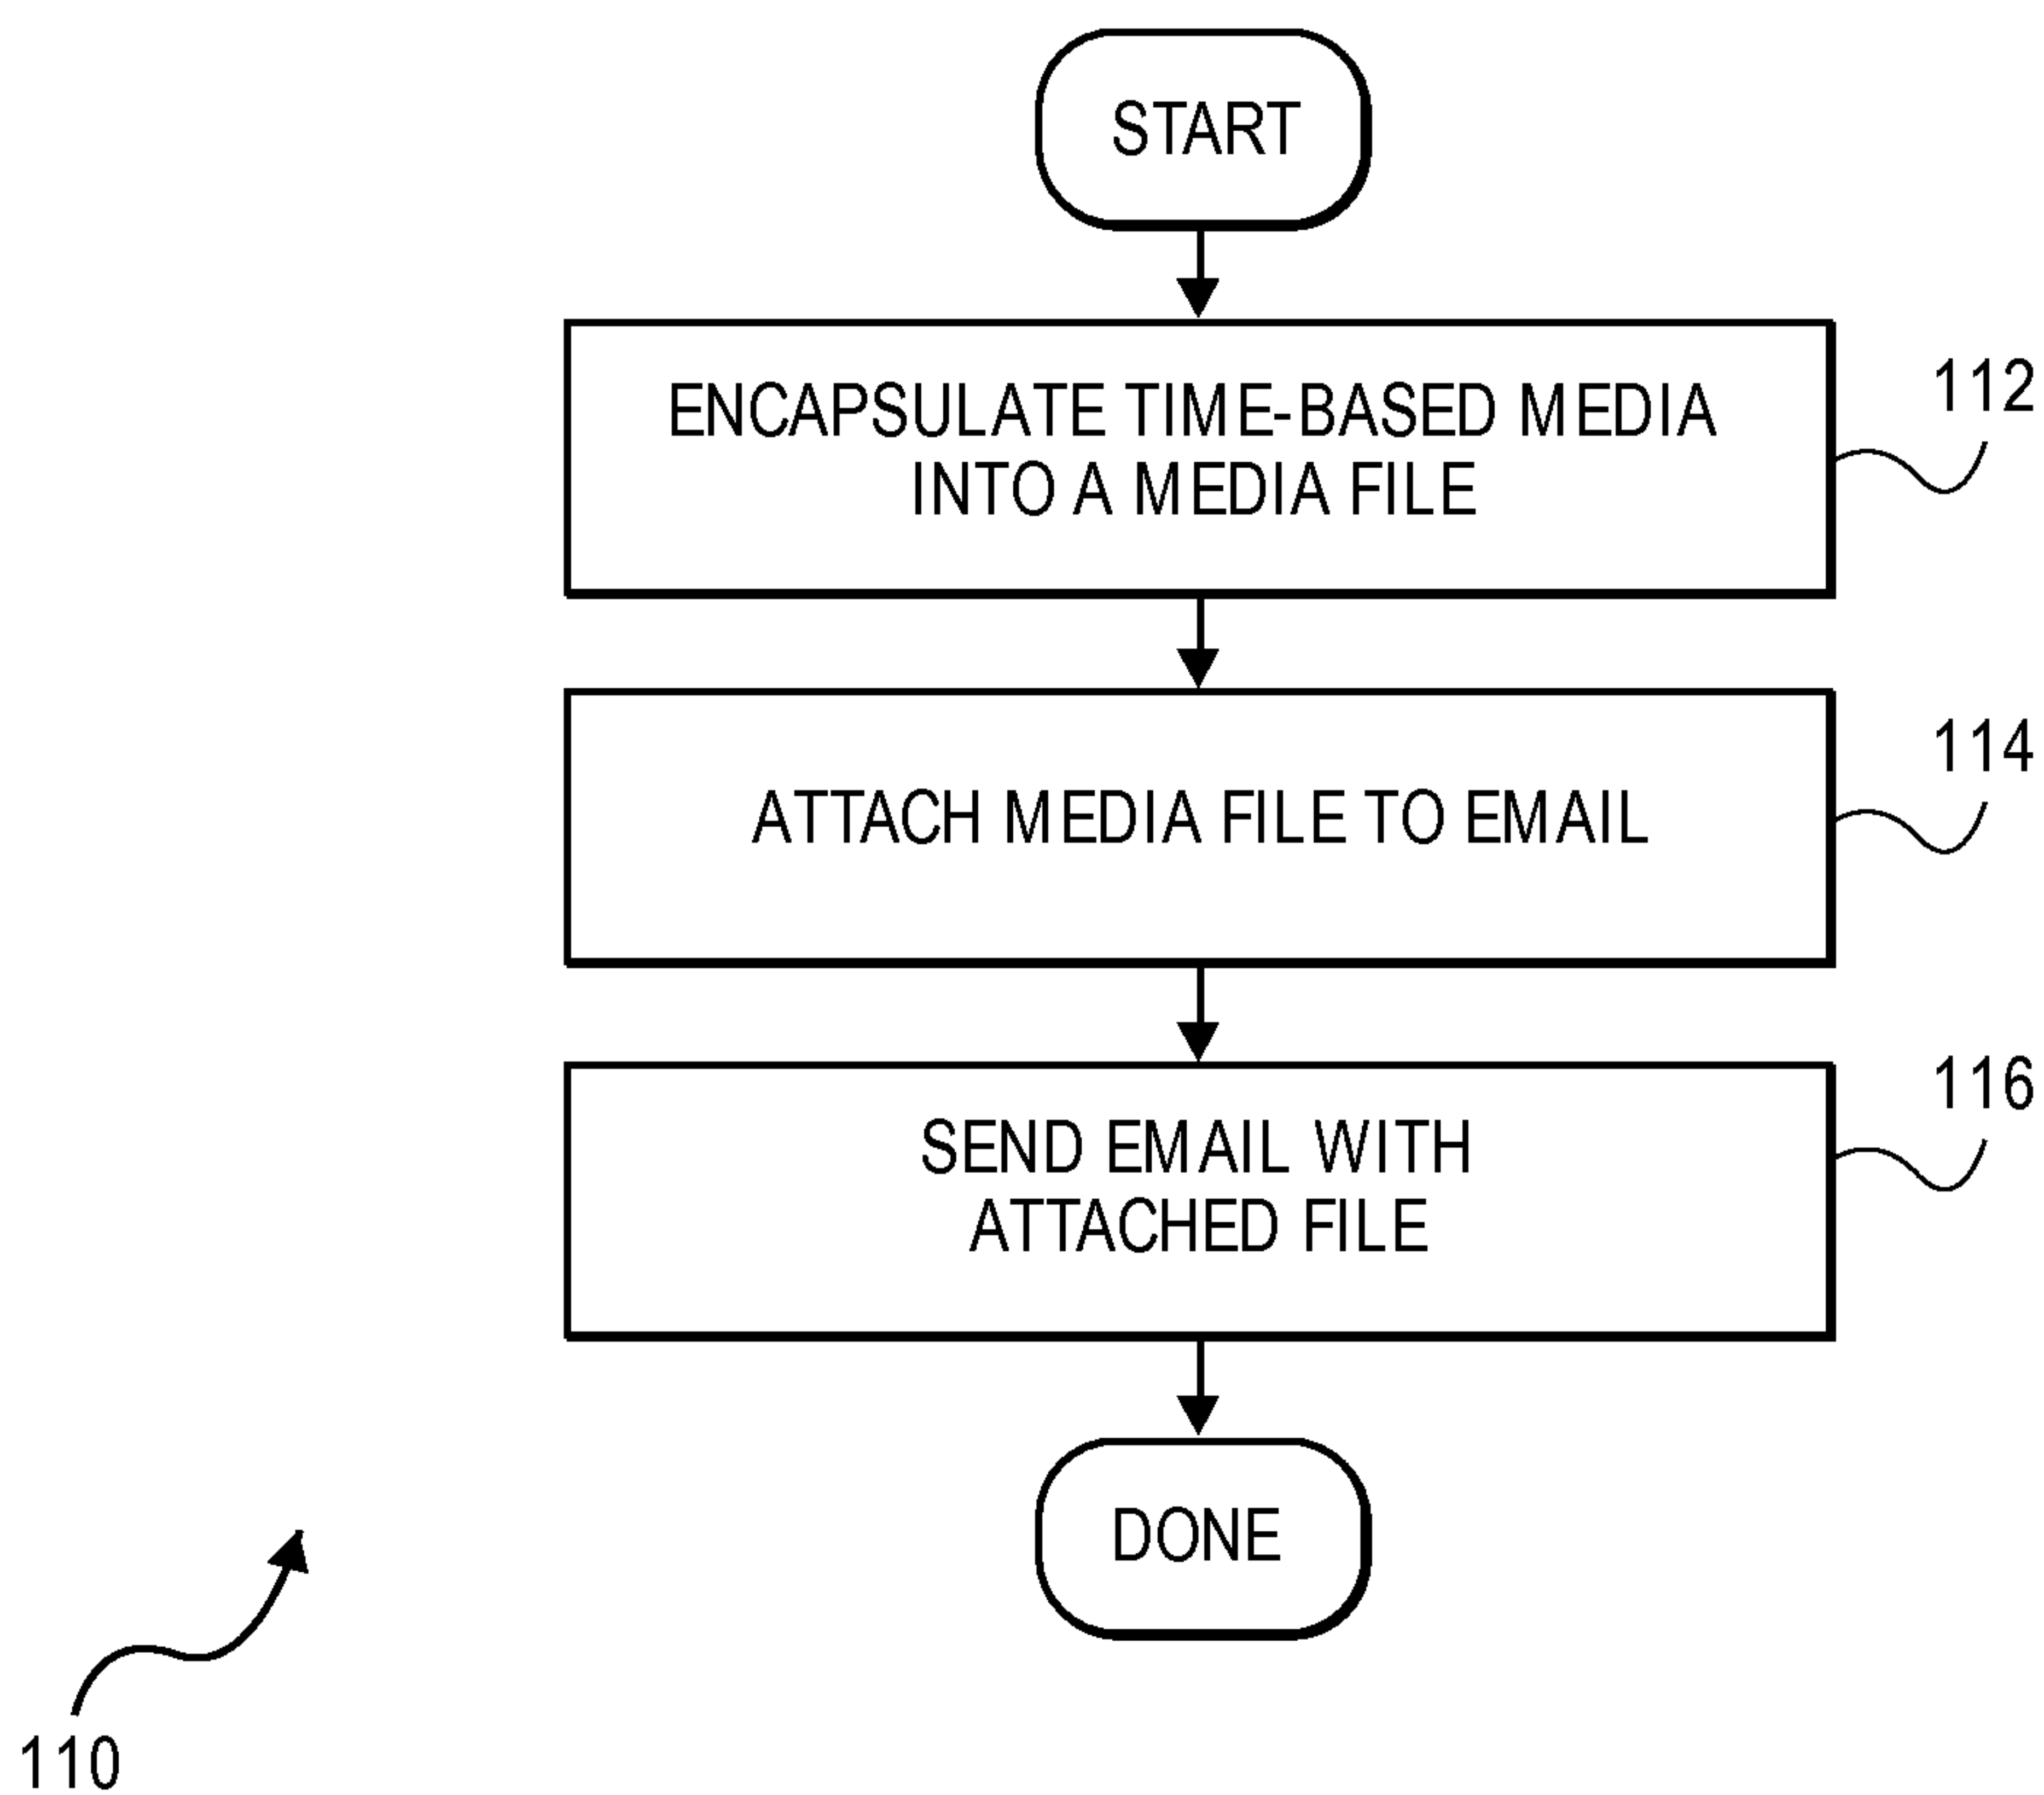 START
ENCAPSULATE TIME-BASED MEDIA
INTO A MEDIA FILE
112
ATTACH MEDIA FILE TO EMAIL
114
SEND EMAIL WITH
ATTACHED FILE
116
DONE
110